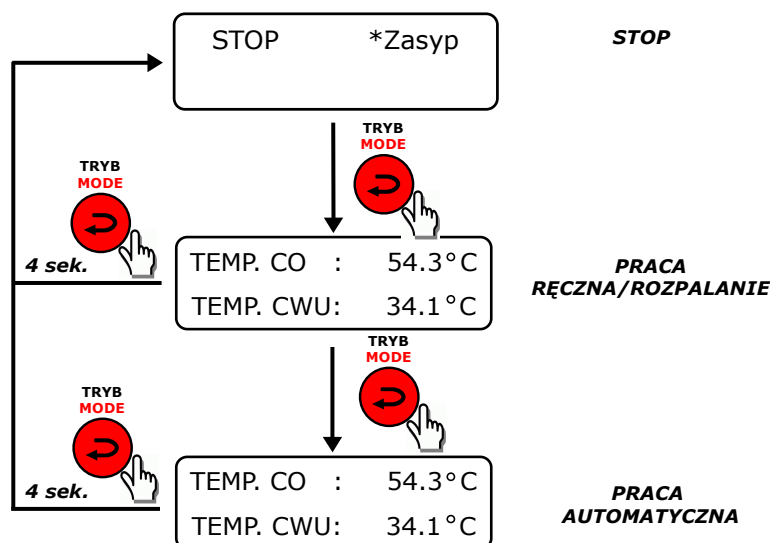 STOP *Zasyp
STOP
TRYB
MODE
TRYB
MODE
4 sek.
TEMP. CO : 54.3°C
TEMP. CWU: 34.1°C
PRACA
RĘCZNA/ROZPALANIE
TRYB
MODE
TRYB
MODE
4 sek.
TEMP. CO : 54.3°C
TEMP. CWU: 34.1°C
PRACA
AUTOMATYCZNA